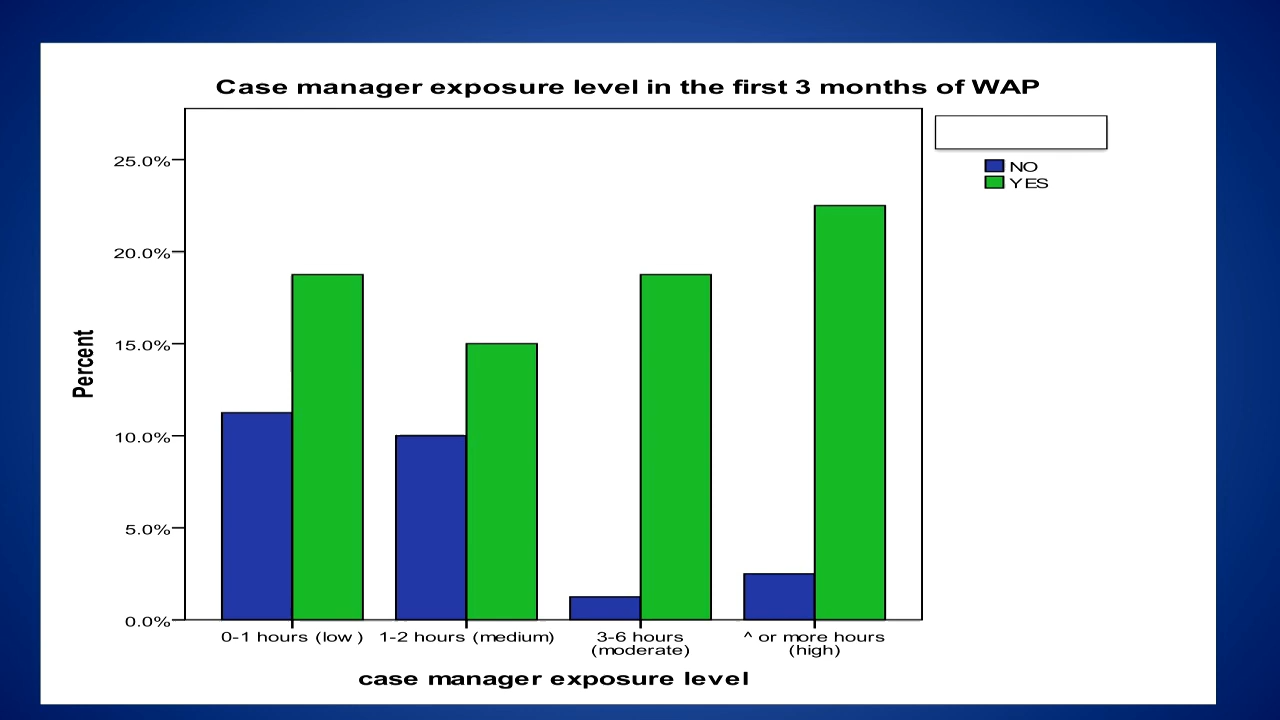 Case manager exposure level in the first 3 months of WAP
NO
YES
25.0%
20.0%
15.0%
10.0%
5.0%
0.0%
Percent
0-1 hours (low )
1-2 hours (medium)
3-6 hours
(moderate)
^ or more hours
(high)
case manager exposure level